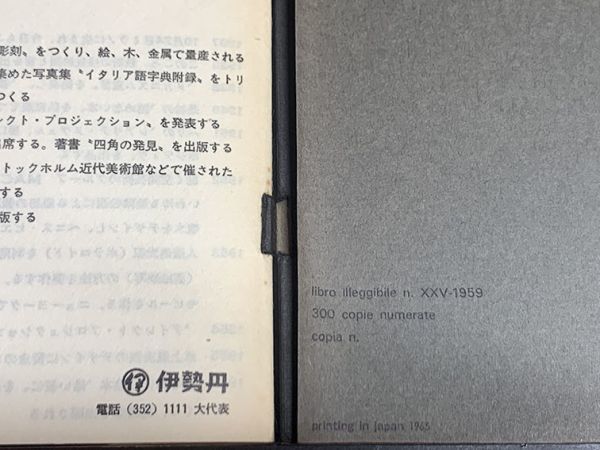 彫刻〟をつくり、絵、木、金属で量産される
集めた写真集〝イタリア語字典附録〟をトリ
つくる
クト・プロジェクション〟を発表する
席する。著書〝四角の発見〟を出版する
トックホルム近代美術館などで催された
する
版する
伊 伊勢丹
電話 (352) 1111 大代表
libro illeggibile n. XXV-1959
300 copie numerate
copia n.
printing in japan 1965